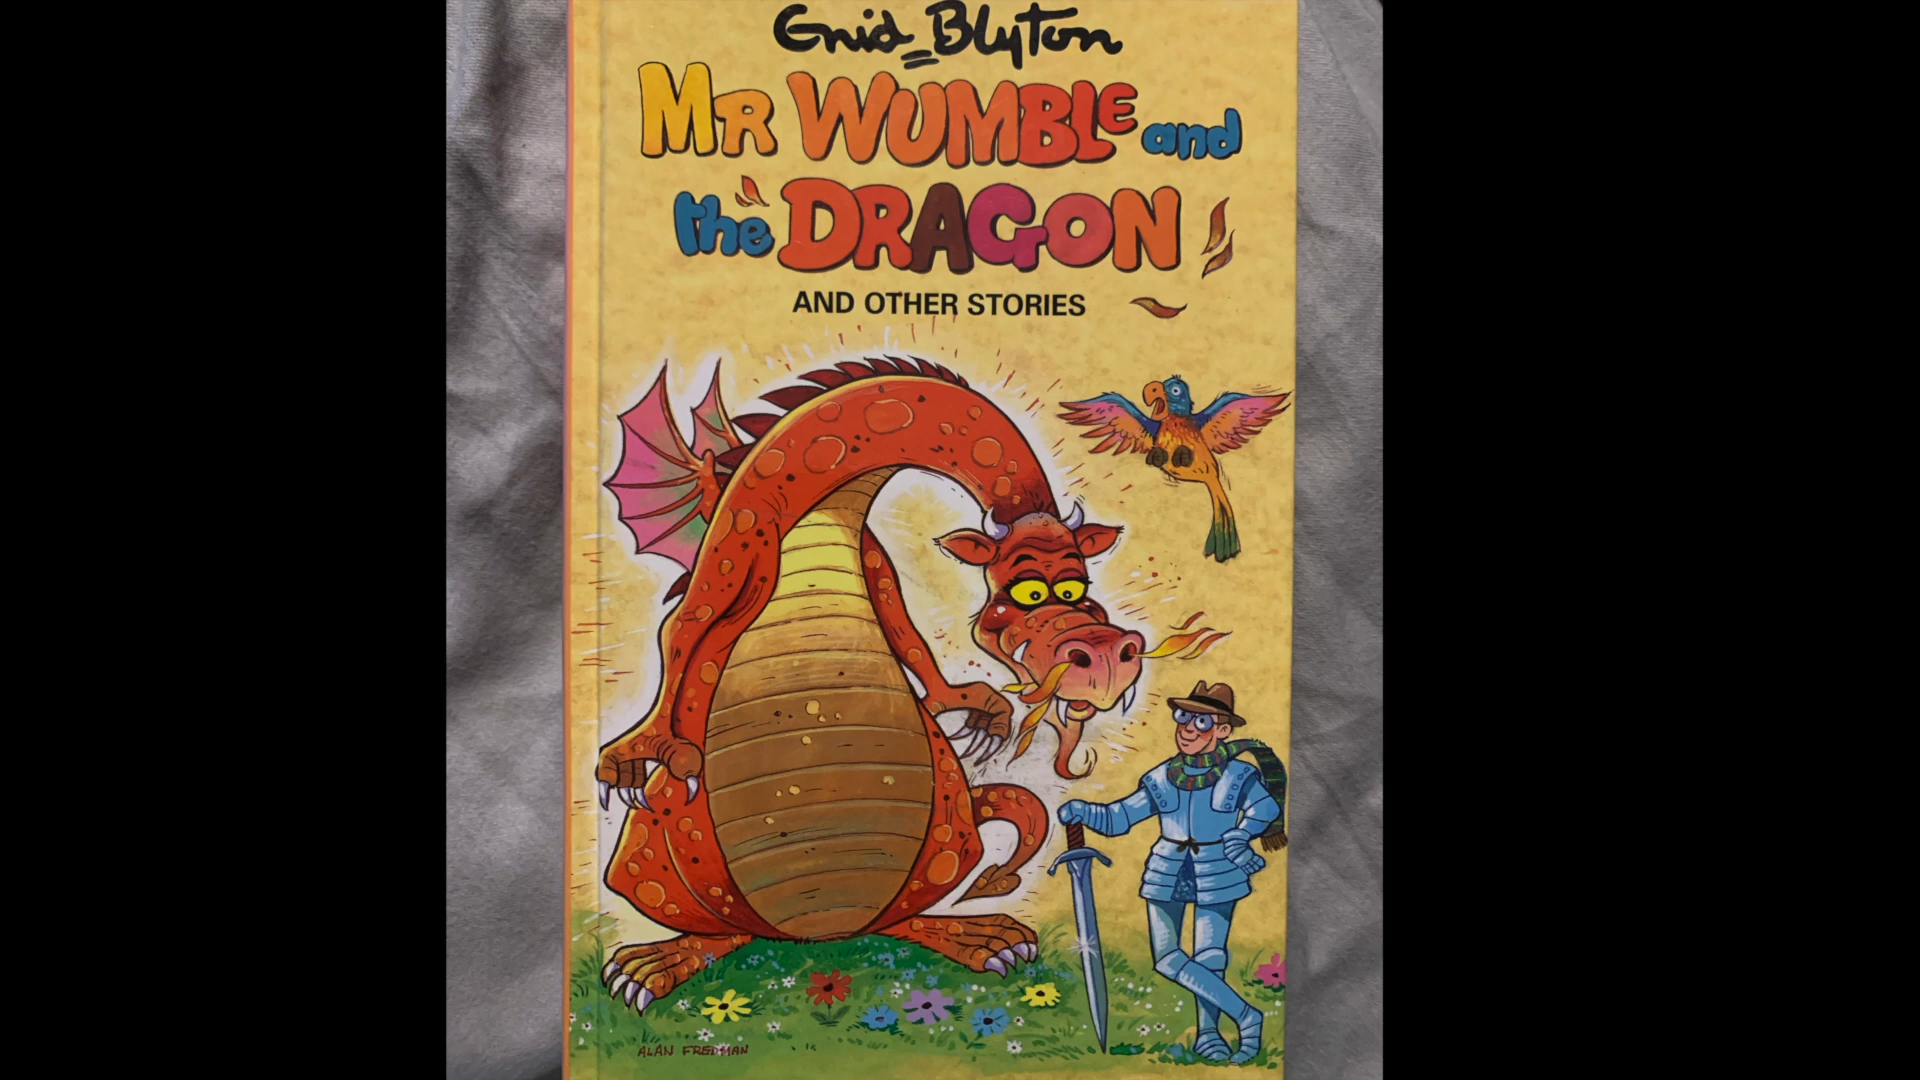 Enid Blyton
MR WUMBLE and
the DRAGON
AND OTHER STORIES
ALAN FREDMAN